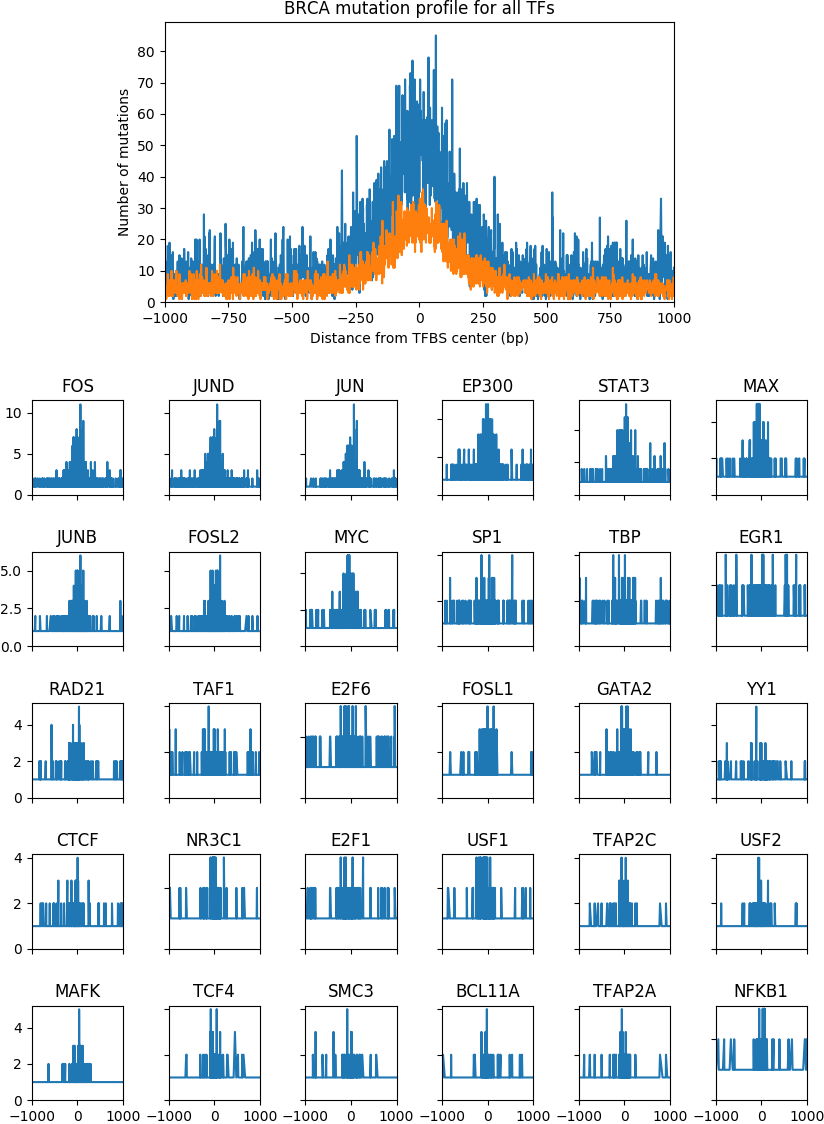 BRCA mutation profile for all TFs
80
70
60
50
40
30
20
10
0
Number of mutations
−1000 −750 −500 −250 0 250 500 750 1000
Distance from TFBS center (bp)
FOS JUND JUN EP300 STAT3 MAX
10
5
0
JUNB FOSL2 MYC SP1 TBP EGR1
5.0
2.5
0.0
RAD21 TAF1 E2F6 FOSL1 GATA2 YY1
4
2
0
CTCF NR3C1 E2F1 USF1 TFAP2C USF2
4
2
0
MAFK TCF4 SMC3 BCL11A TFAP2A NFKB1
4
2
0
−1000 0 1000 −1000 0 1000 −1000 0 1000 −1000 0 1000 −1000 0 1000 −1000 0 1000